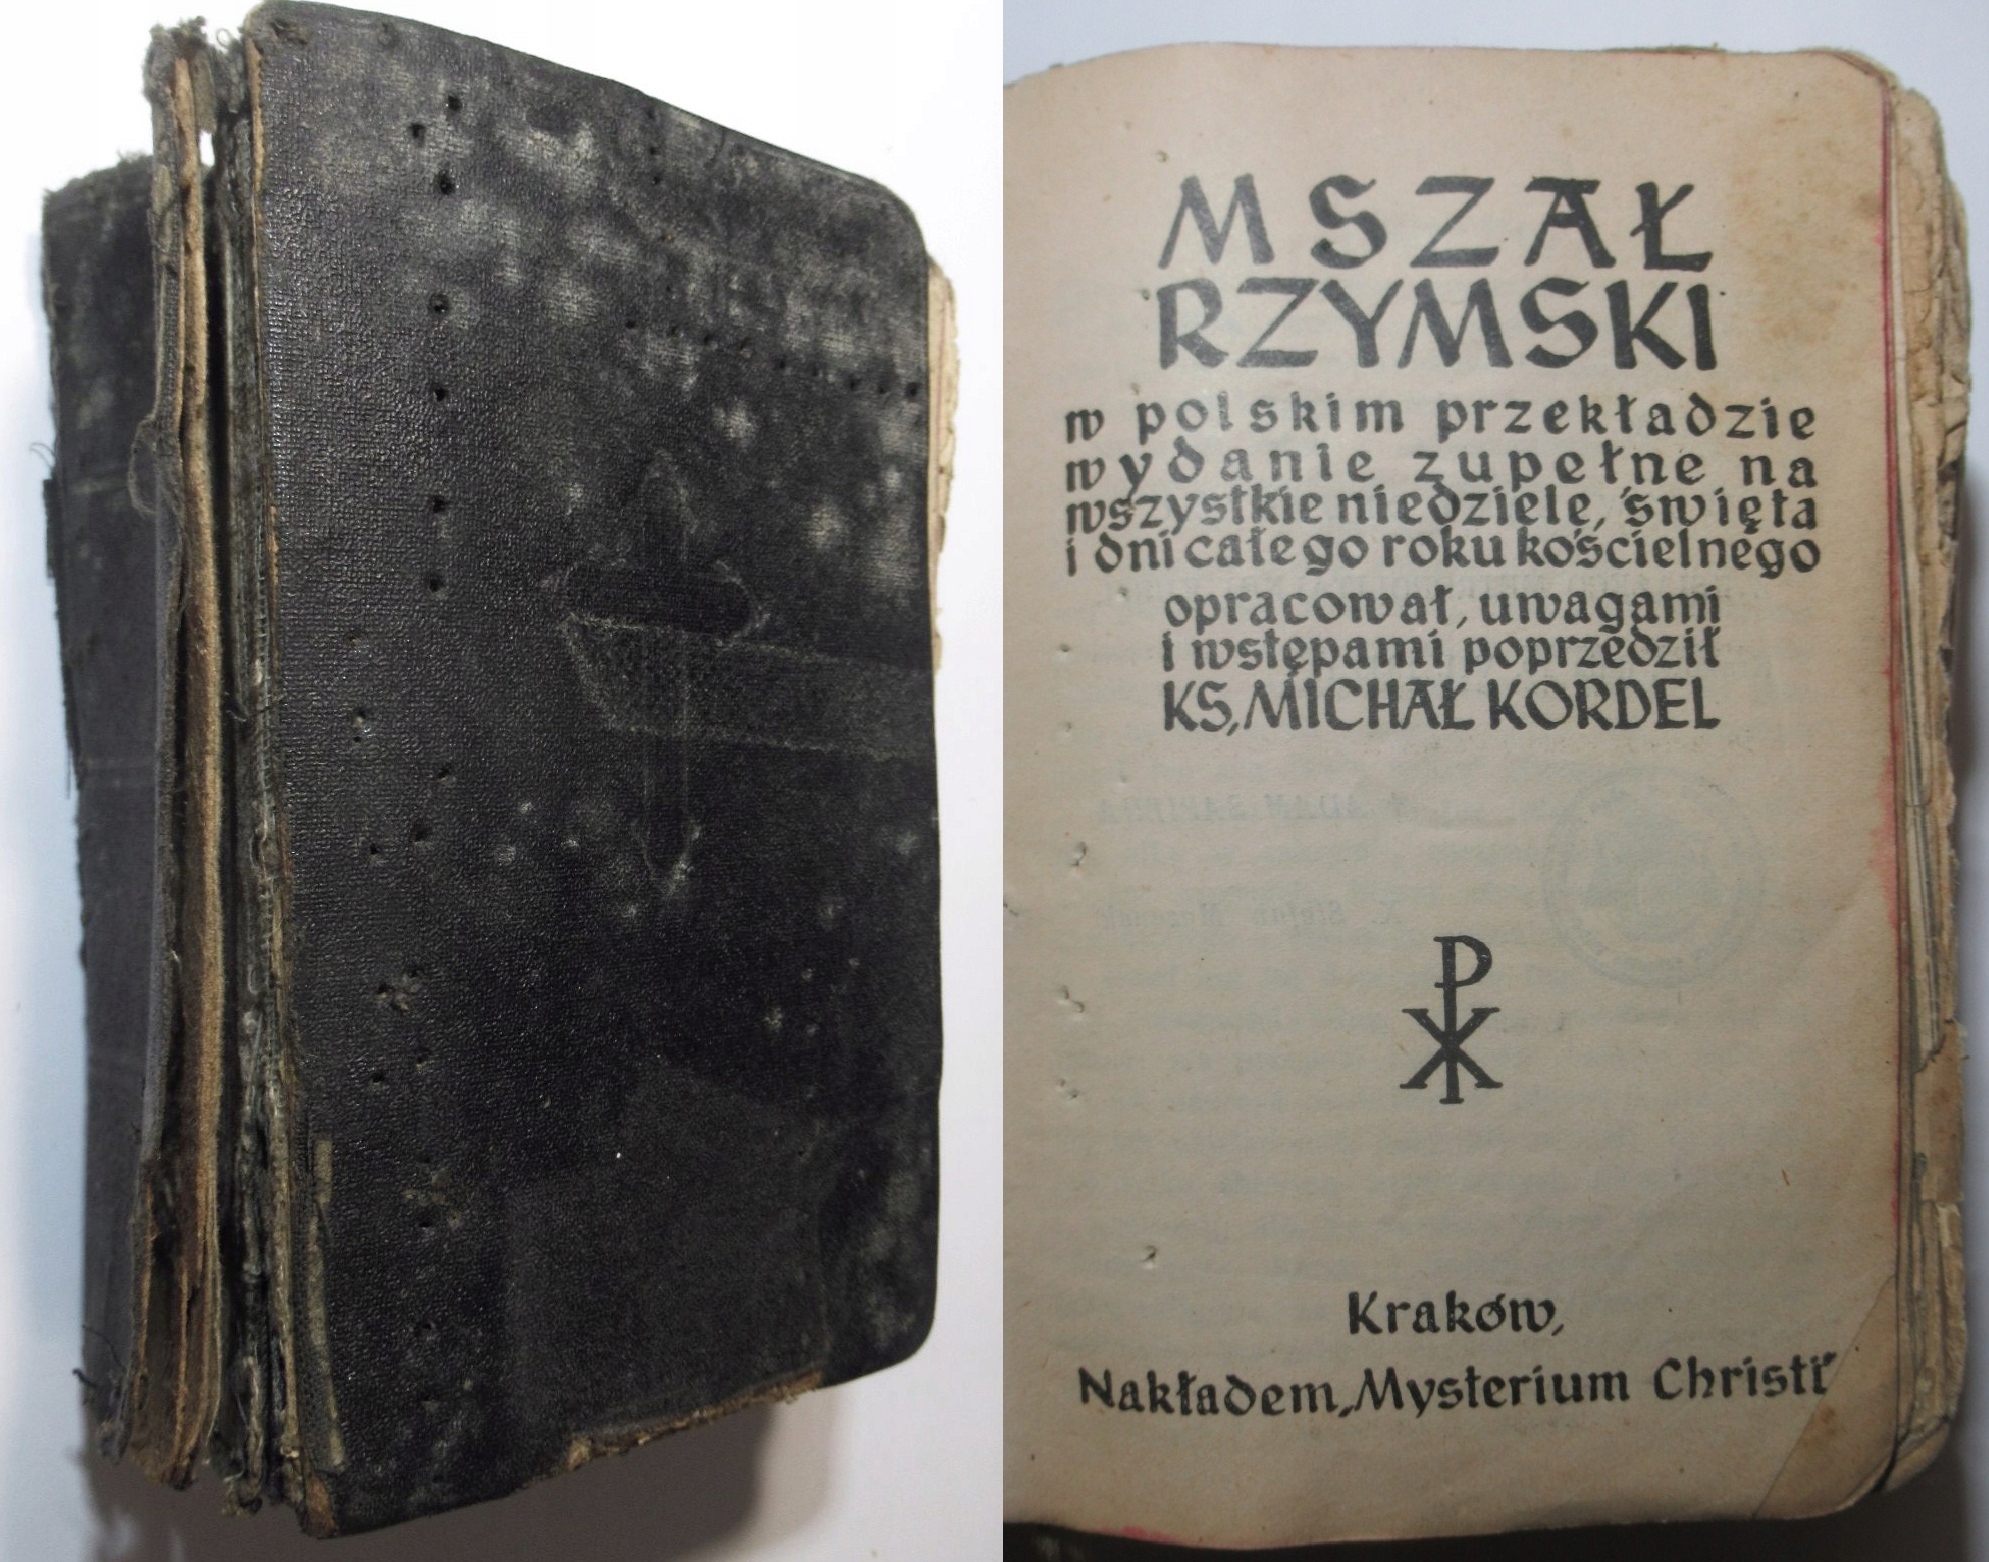 MSZAŁ
RZYMSKI
w polskim przekładzie
wydanie zupełne na
wszystkie niedziele, święta
i dni całego roku kościelnego
opracował, uwagami
i wstępami poprzedził
KS, MICHAŁ KORDEL
Kraków,
Nakładem „Mysterium Christi”